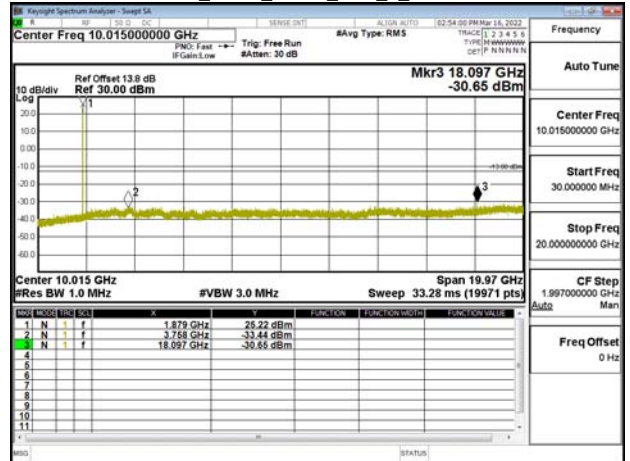 Keysight Spectrum Analyzer - Swept SA
R RF 50 Ω DC SENSE:INT ALIGN AUTO 02:54:00 PM Mar 16, 2022
Center Freq 10.015000000 GHz
#Avg Type: RMS
TRACE 1 2 3 4 5 6
PNO: Fast
Trig: Free Run
TYPE M WWWWW
IFGain:Low
#Atten: 30 dB
DET P NNNNN
Ref Offset 13.8 dB
Mkr3 18.097 GHz
10 dB/div Ref 30.00 dBm
-30.65 dBm
Log
1
20.0
10.0
0.00
-10.0
-13.00 dBm
-20.0
2
3
-30.0
-40.0
-50.0
-60.0
Center 10.015 GHz
Span 19.97 GHz
#Res BW 1.0 MHz
#VBW 3.0 MHz
Sweep 33.28 ms (19971 pts)
MKR MODE TRC SCL X Y FUNCTION FUNCTION WIDTH FUNCTION VALUE
1 N 1 f 1.879 GHz 25.22 dBm
2 N 1 f 3.758 GHz -33.44 dBm
3 N 1 f 18.097 GHz -30.65 dBm
4
5
6
7
8
9
10
11
MSG
STATUS
Frequency
Auto Tune
Center Freq
10.015000000 GHz
Start Freq
30.000000 MHz
Stop Freq
20.000000000 GHz
CF Step
1.997000000 GHz
Auto Man
Freq Offset
0 Hz